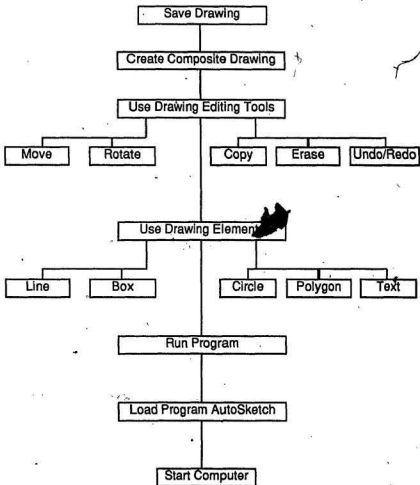 Save Drawing
Create Composite Drawing
Use Drawing Editing Tools
Move Rotate Copy Erase Undo/Redo
Use Drawing Element
Line Box Circle Polygon Text
Run Program
Load Program AutoSketch
Start Computer